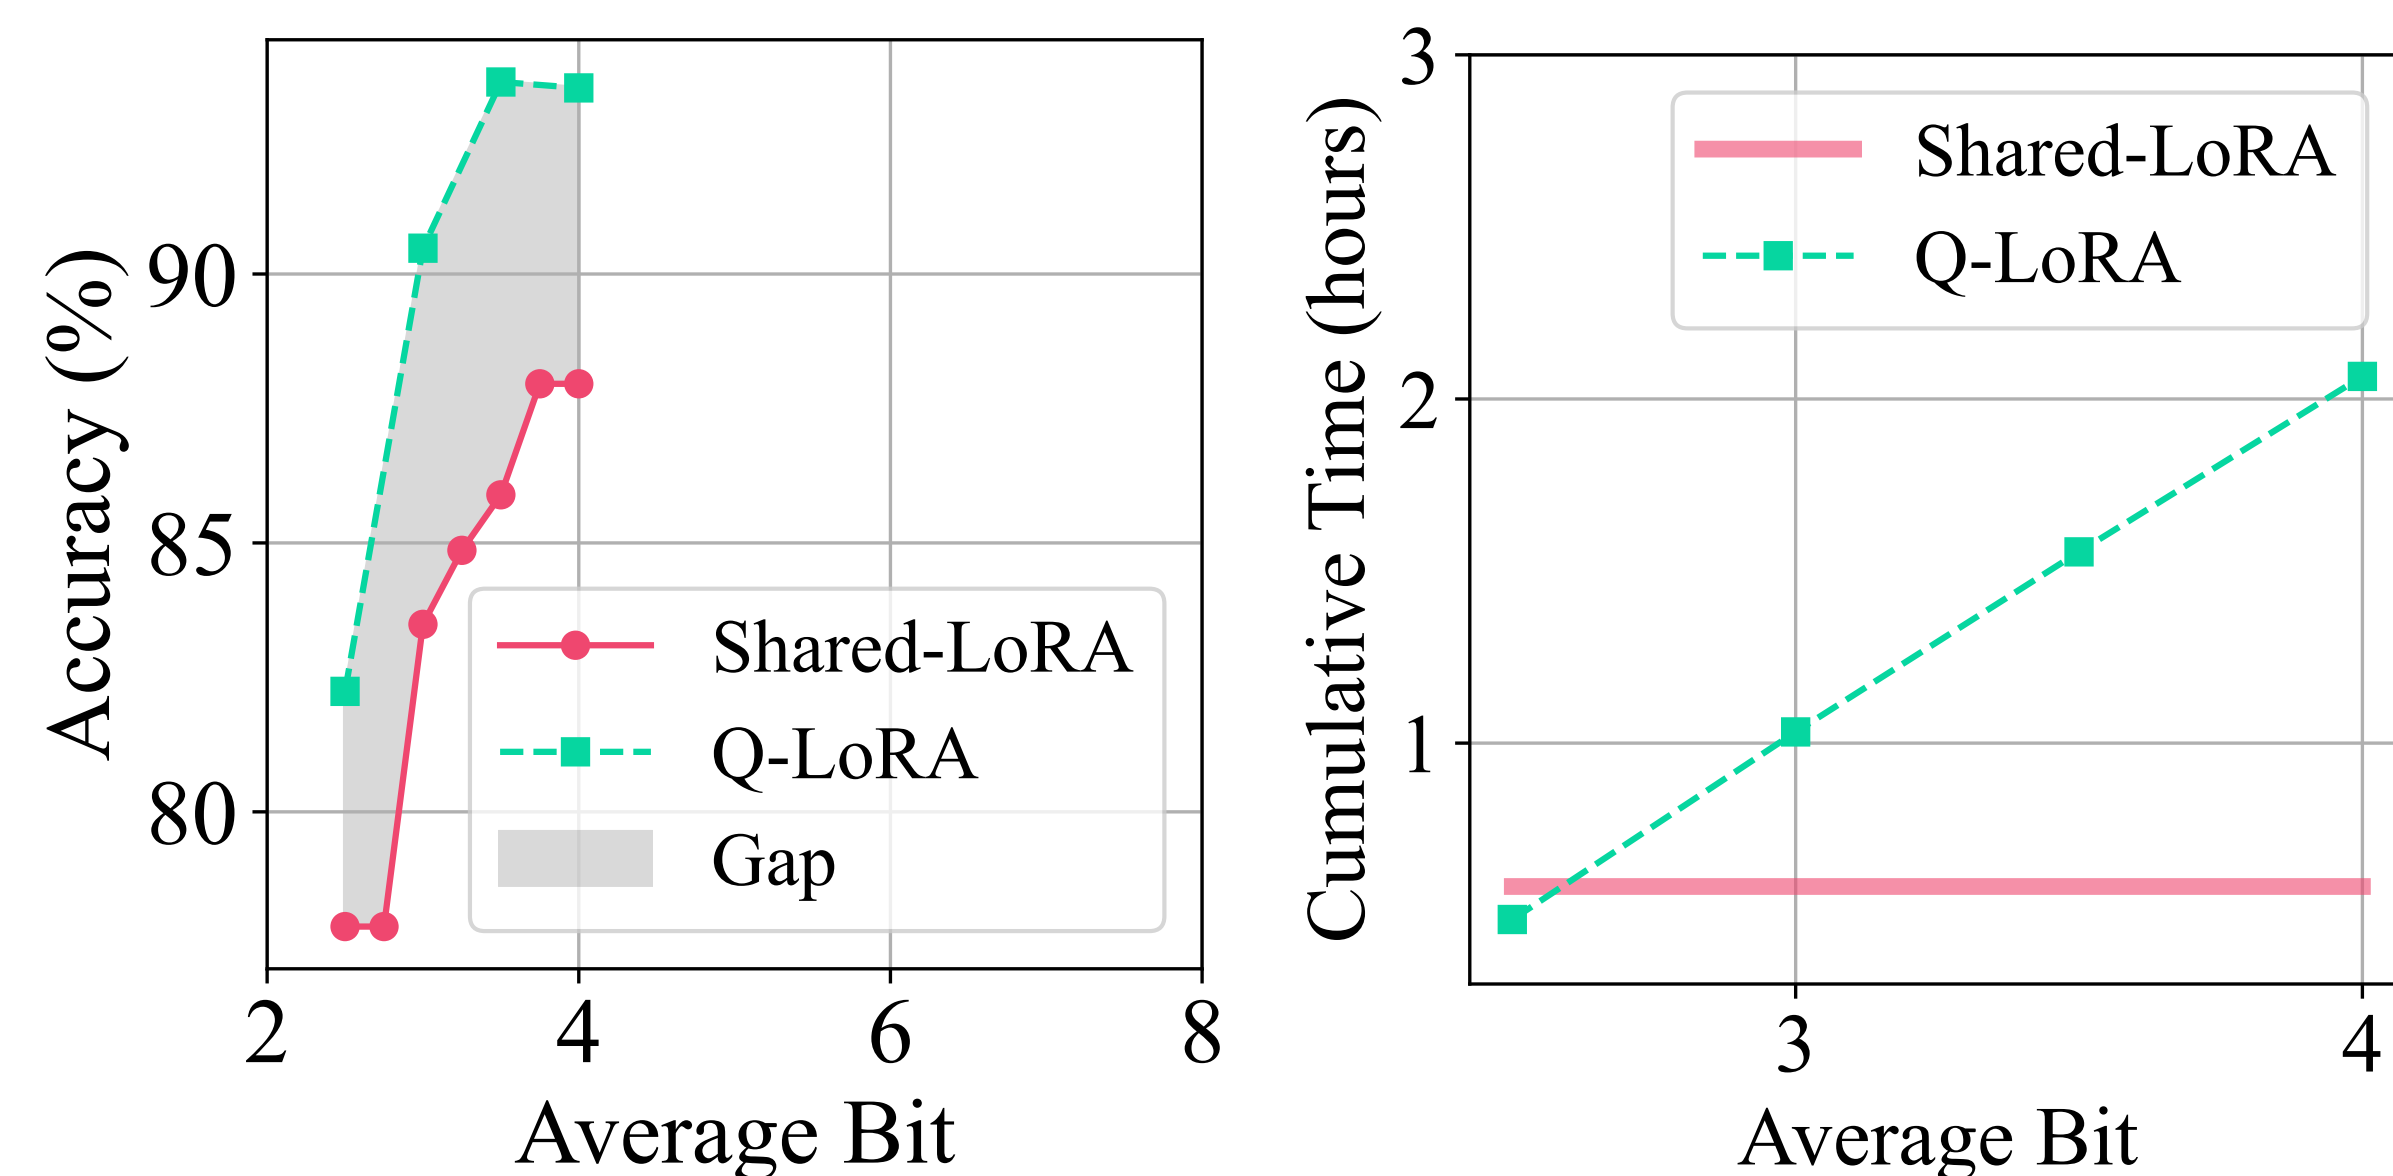 Accuracy (%)
90
85
80
Shared-LoRA
Q-LoRA
Gap
2 4 6 8
Average Bit
Cumulative Time (hours)
3
2
1
Shared-LoRA
Q-LoRA
3 4
Average Bit